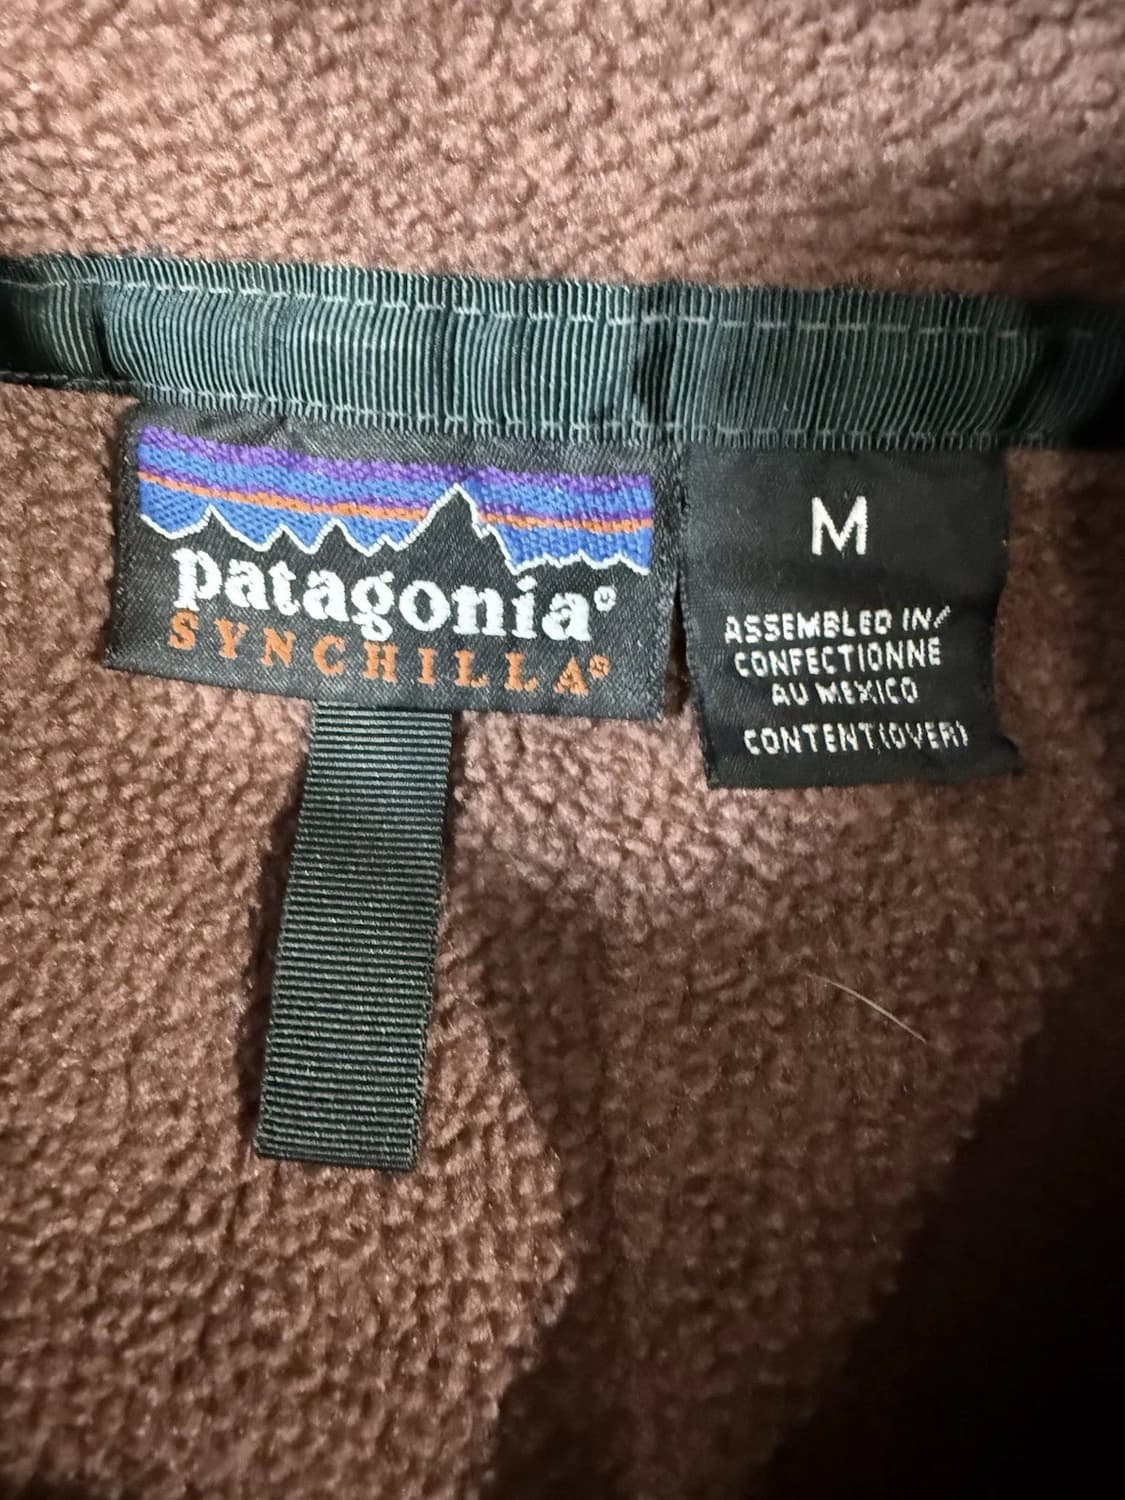 patagonia®
SYNCHILLA®
M
ASSEMBLED IN/
CONFECTIONNE
AU MEXICO
CONTENT(OVER)